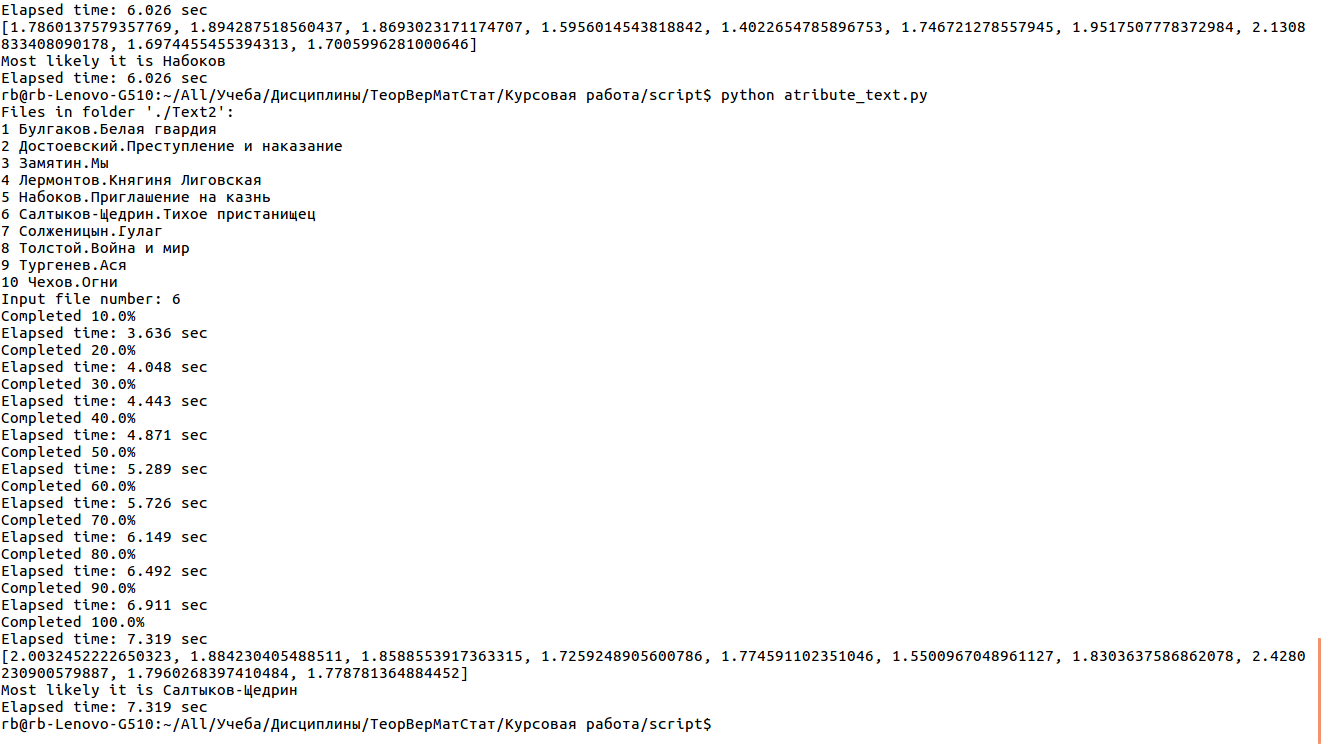 Elapsed time: 6.026 sec
[1.7860137579357769, 1.894287518560437, 1.8693023171174707, 1.5956014543818842, 1.4022654785896753, 1.746721278557945, 1.9517507778372984, 2.1308
833408090178, 1.6974455455394313, 1.7005996281000646]
Most likely it is Набоков
Elapsed time: 6.026 sec
rb@rb-Lenovo-G510:~/All/Учеба/Дисциплины/ТеорВерМатСтат/Курсовая работа/script$ python atribute_text.py
Files in folder './Text2':
1 Булгаков.Белая гвардия
2 Достоевский.Преступление и наказание
3 Замятин.Мы
4 Лермонтов.Княгиня Лиговская
5 Набоков.Приглашение на казнь
6 Салтыков-Щедрин.Тихое пристанищец
7 Солженицын.Гулаг
8 Толстой.Война и мир
9 Тургенев.Ася
10 Чехов.Огни
Input file number: 6
Completed 10.0%
Elapsed time: 3.636 sec
Completed 20.0%
Elapsed time: 4.048 sec
Completed 30.0%
Elapsed time: 4.443 sec
Completed 40.0%
Elapsed time: 4.871 sec
Completed 50.0%
Elapsed time: 5.289 sec
Completed 60.0%
Elapsed time: 5.726 sec
Completed 70.0%
Elapsed time: 6.149 sec
Completed 80.0%
Elapsed time: 6.492 sec
Completed 90.0%
Elapsed time: 6.911 sec
Completed 100.0%
Elapsed time: 7.319 sec
[2.0032452222650323, 1.884230405488511, 1.8588553917363315, 1.7259248905600786, 1.774591102351046, 1.5500967048961127, 1.8303637586862078, 2.4280
230900579887, 1.7960268397410484, 1.778781364884452]
Most likely it is Салтыков-Щедрин
Elapsed time: 7.319 sec
rb@rb-Lenovo-G510:~/All/Учеба/Дисциплины/ТеорВерМатСтат/Курсовая работа/script$